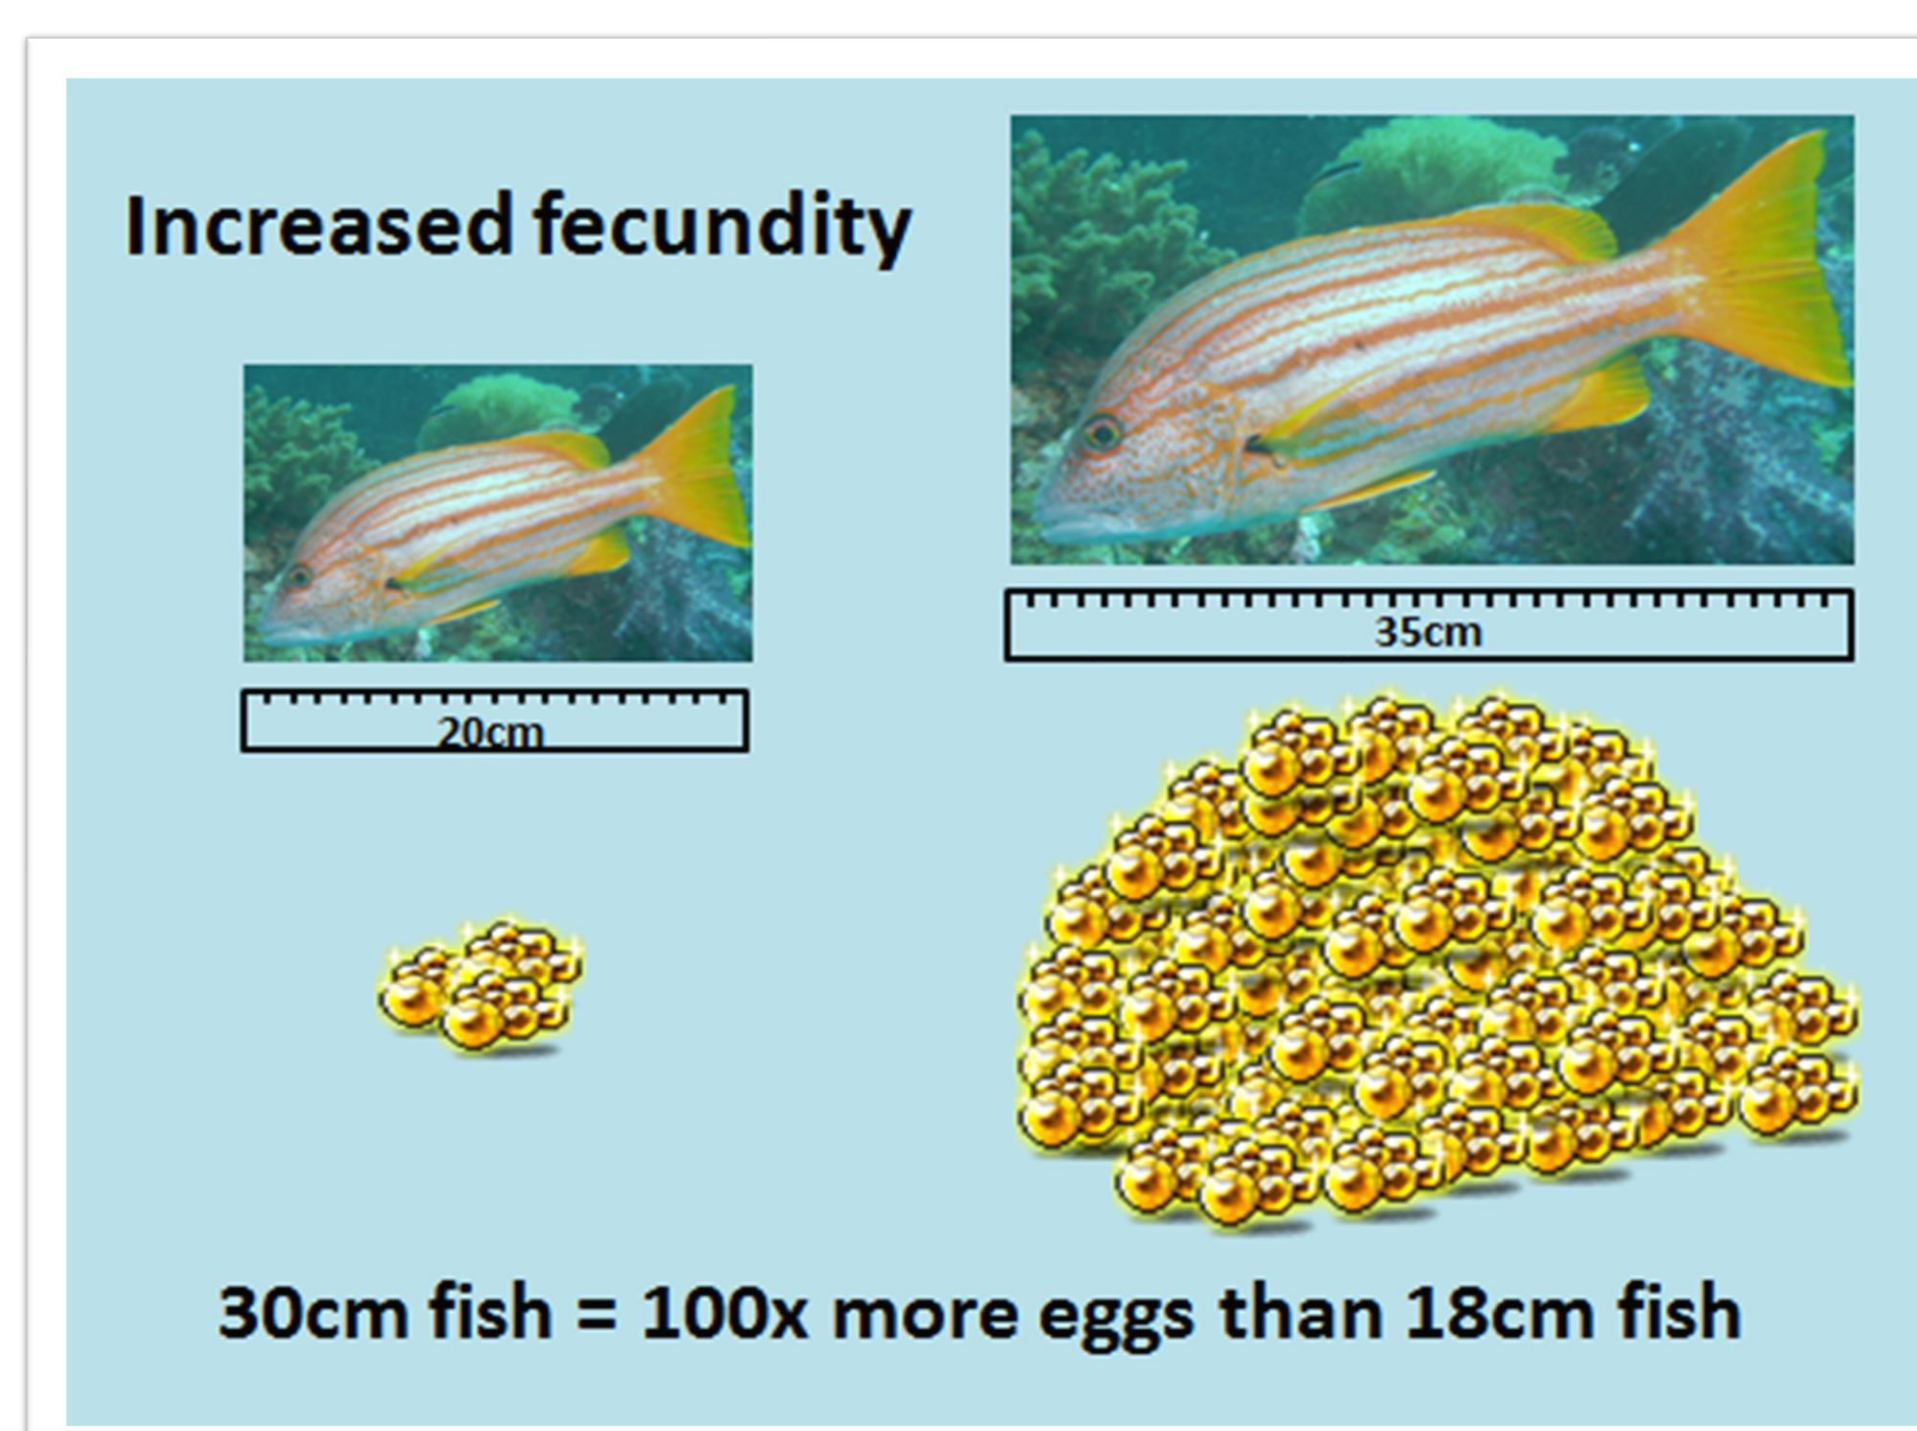 Increased fecundity
35cm
20cm
30cm fish = 100x more eggs than 18cm fish